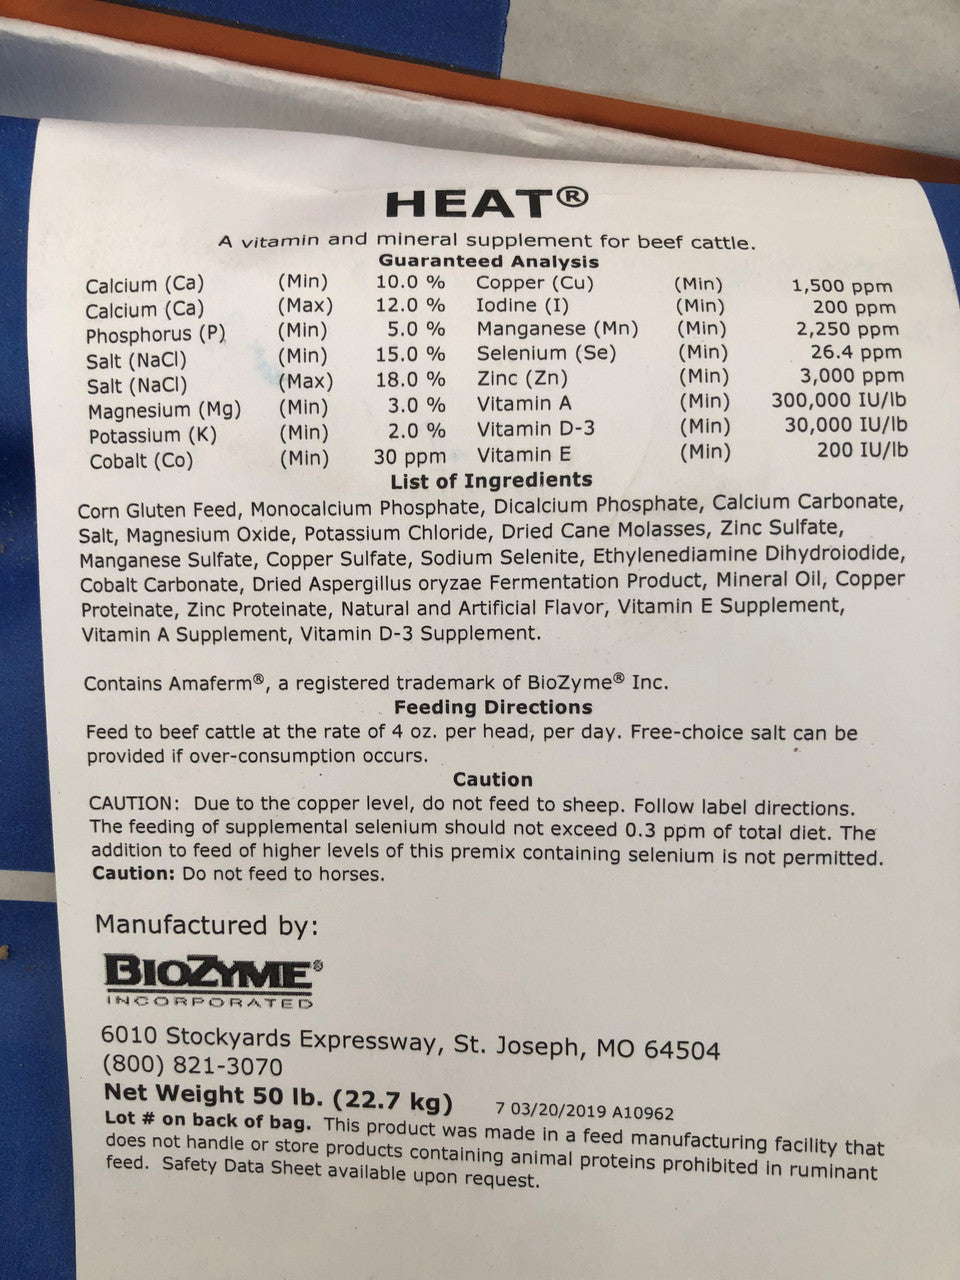 HEAT®
A vitamin and mineral supplement for beef cattle.
Guaranteed Analysis
Calcium (Ca) (Min) 10.0 % Copper (Cu) (Min) 1,500 ppm
Calcium (Ca) (Max) 12.0 % Iodine (I) (Min) 200 ppm
Phosphorus (P) (Min) 5.0 % Manganese (Mn) (Min) 2,250 ppm
Salt (NaCl) (Min) 15.0 % Selenium (Se) (Min) 26.4 ppm
Salt (NaCl) (Max) 18.0 % Zinc (Zn) (Min) 3,000 ppm
Magnesium (Mg) (Min) 3.0 % Vitamin A (Min) 300,000 IU/lb
Potassium (K) (Min) 2.0 % Vitamin D-3 (Min) 30,000 IU/lb
Cobalt (Co) (Min) 30 ppm Vitamin E (Min) 200 IU/lb
List of Ingredients
Corn Gluten Feed, Monocalcium Phosphate, Dicalcium Phosphate, Calcium Carbonate,
Salt, Magnesium Oxide, Potassium Chloride, Dried Cane Molasses, Zinc Sulfate,
Manganese Sulfate, Copper Sulfate, Sodium Selenite, Ethylenediamine Dihydroiodide,
Cobalt Carbonate, Dried Aspergillus oryzae Fermentation Product, Mineral Oil, Copper
Proteinate, Zinc Proteinate, Natural and Artificial Flavor, Vitamin E Supplement,
Vitamin A Supplement, Vitamin D-3 Supplement.
Contains Amaferm®, a registered trademark of BioZyme® Inc.
Feeding Directions
Feed to beef cattle at the rate of 4 oz. per head, per day. Free-choice salt can be
provided if over-consumption occurs.
Caution
CAUTION: Due to the copper level, do not feed to sheep. Follow label directions.
The feeding of supplemental selenium should not exceed 0.3 ppm of total diet. The
addition to feed of higher levels of this premix containing selenium is not permitted.
Caution: Do not feed to horses.
Manufactured by:
BIOZYME®
INCORPORATED
6010 Stockyards Expressway, St. Joseph, MO 64504
(800) 821-3070
Net Weight 50 lb. (22.7 kg) 7 03/20/2019 A10962
Lot # on back of bag. This product was made in a feed manufacturing facility that
does not handle or store products containing animal proteins prohibited in ruminant
feed. Safety Data Sheet available upon request.